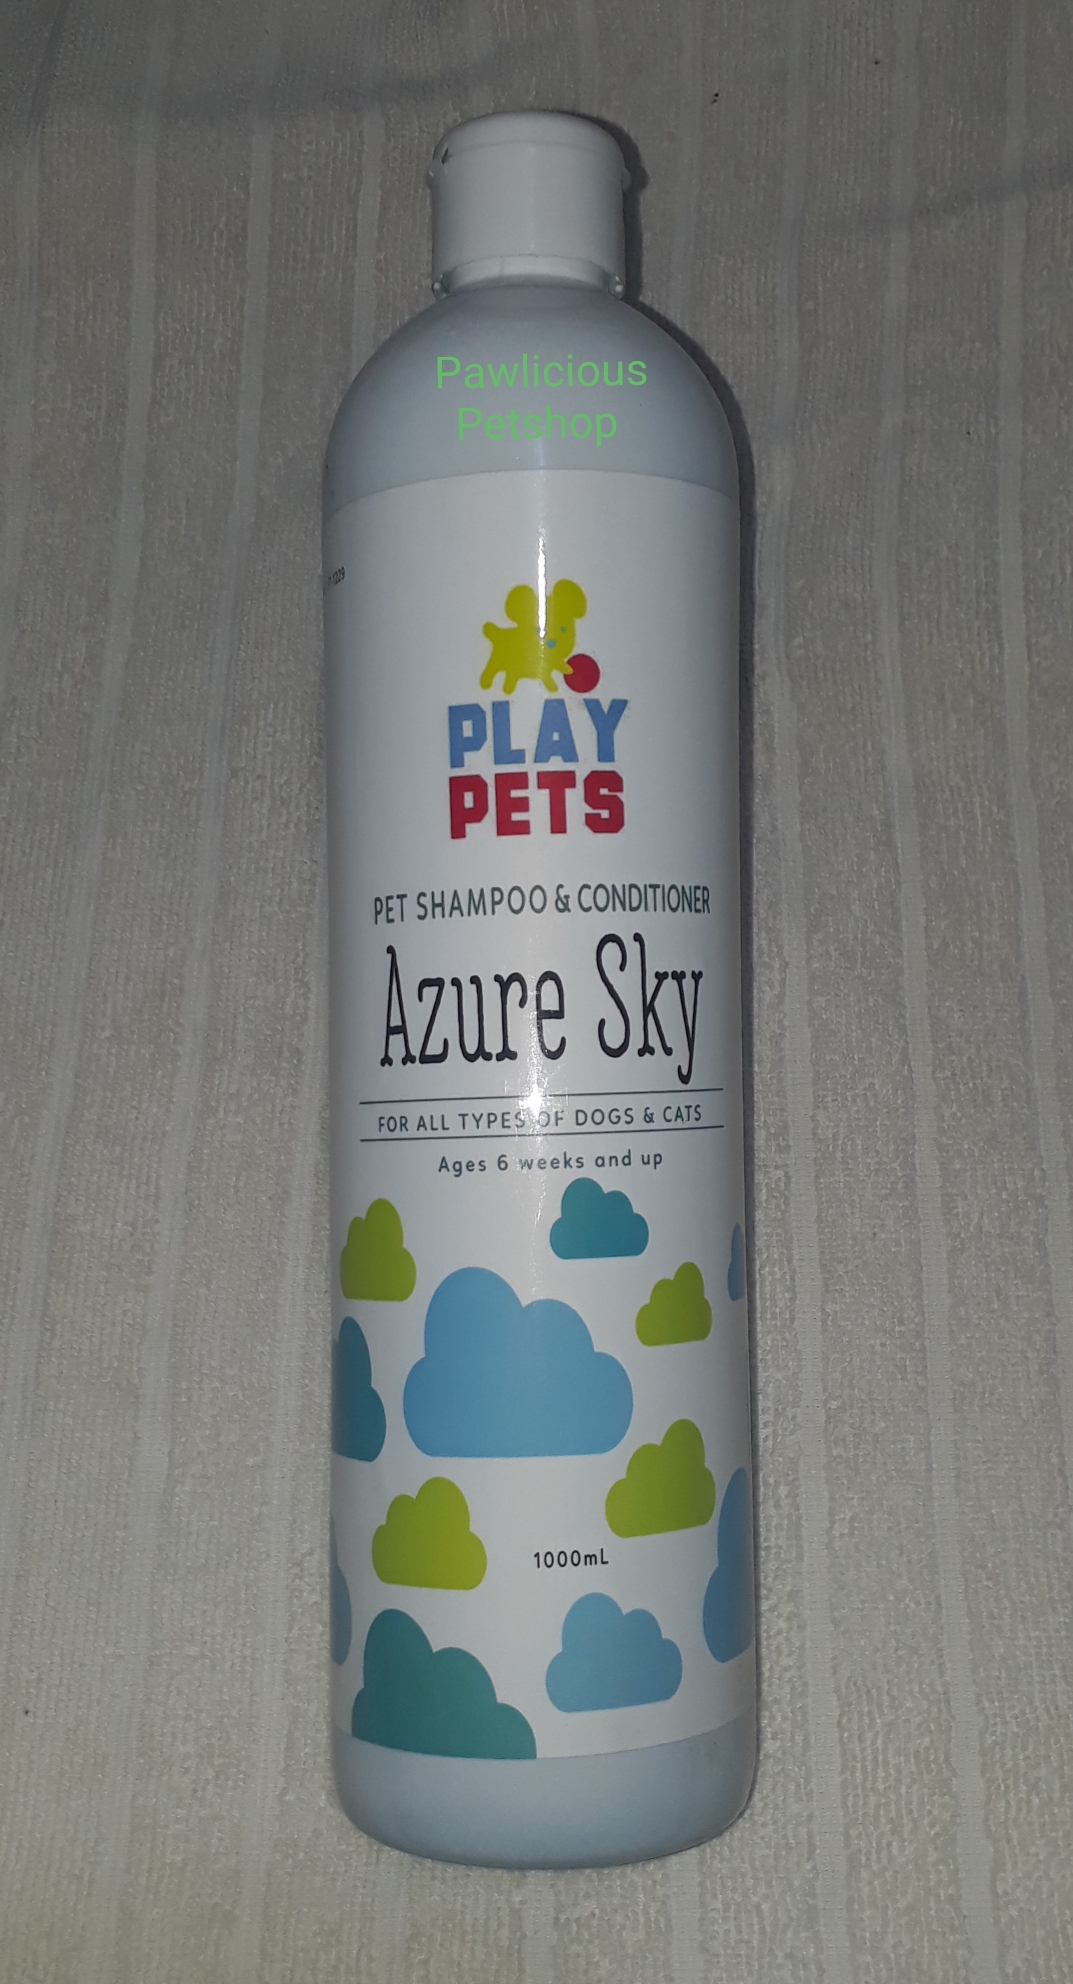 Pawlicious
Petshop
PLAY
PETS
PET SHAMPOO & CONDITIONER
Azure Sky
FOR ALL TYPES OF DOGS & CATS
Ages 6 weeks and up
1000mL